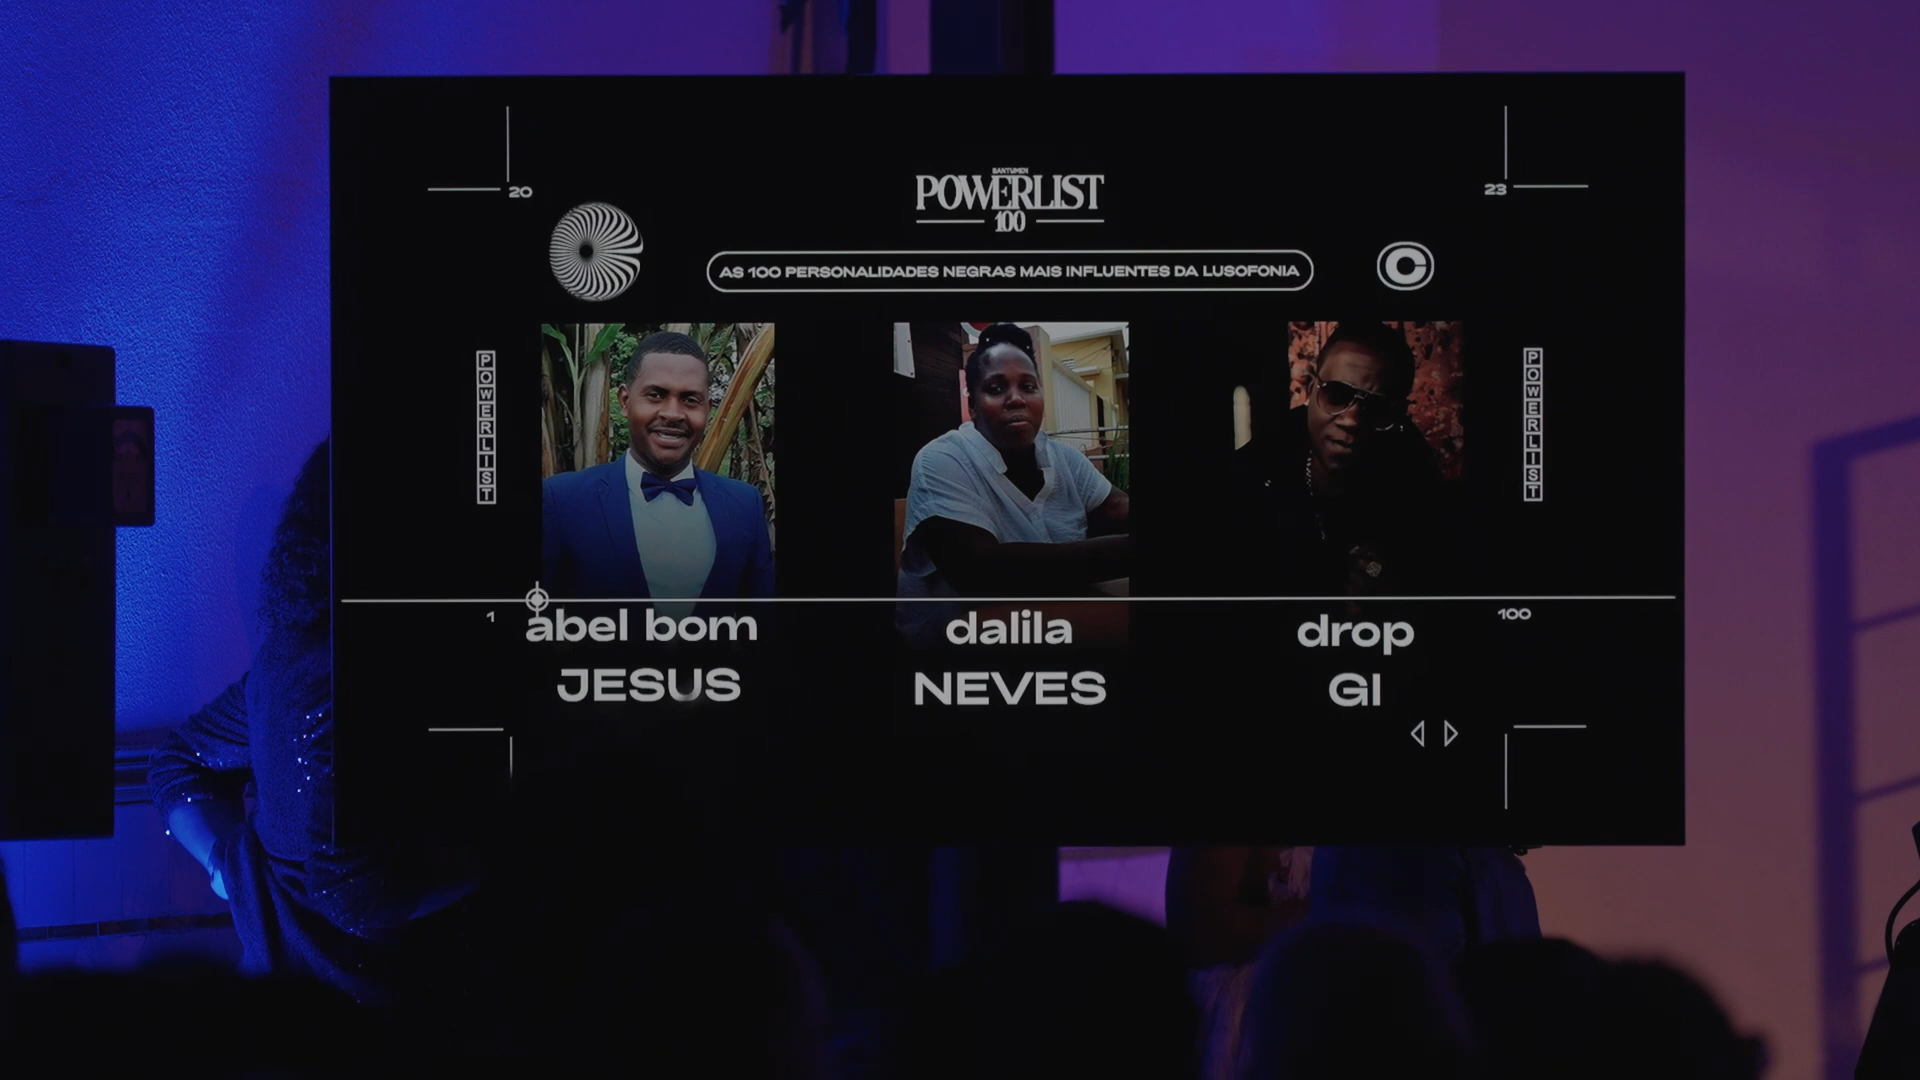 20
23
BANTUMEN
POWERLIST
100
AS 100 PERSONALIDADES NEGRAS MAIS INFLUENTES DA LUSOFONIA
C
POWERLIST
POWERLIST
1
100
abel bom
JESUS
dalila
NEVES
drop
GI